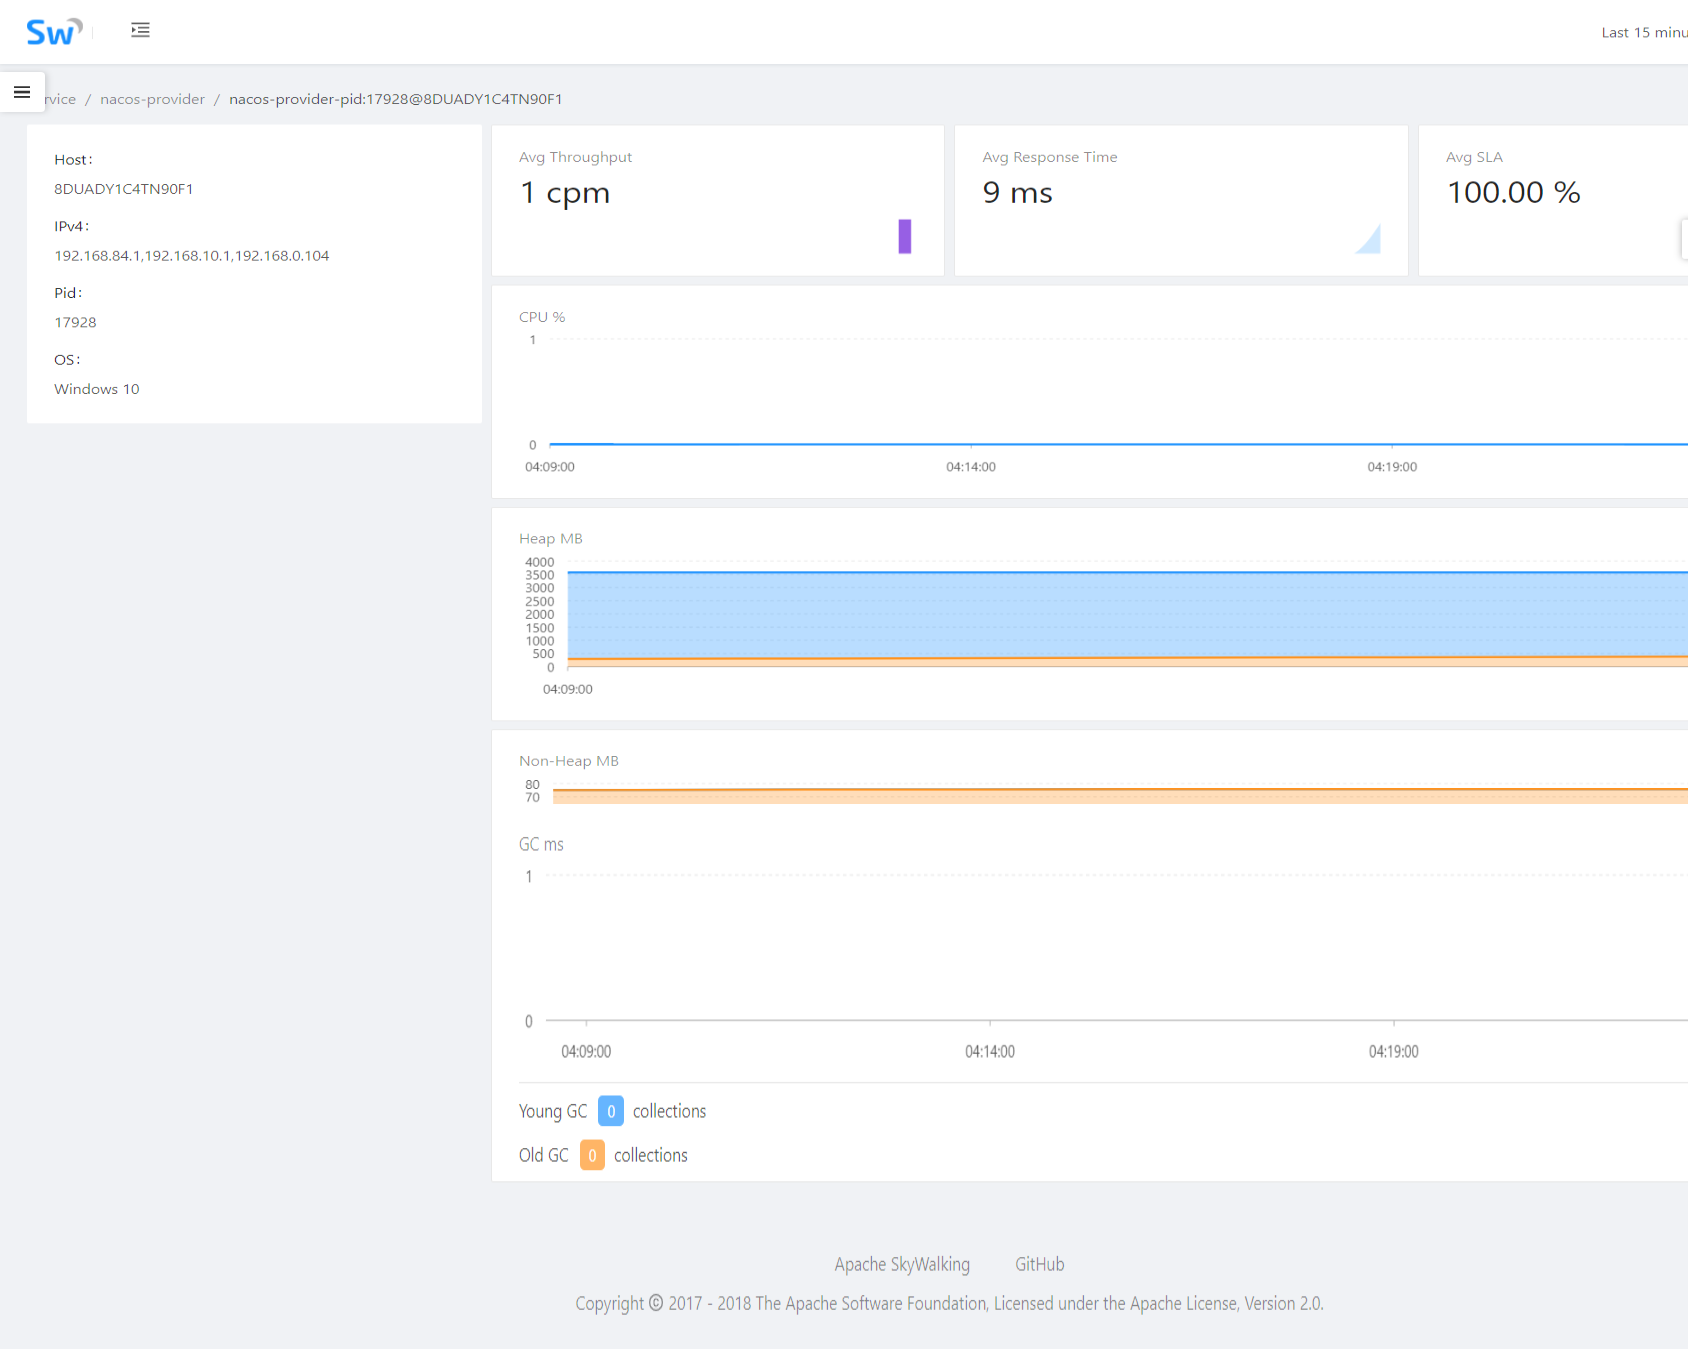 Sw
Last 15 minu
rvice / nacos-provider / nacos-provider-pid:17928@8DUADY1C4TN90F1
Host:
8DUADY1C4TN90F1
IPv4:
192.168.84.1,192.168.10.1,192.168.0.104
Pid:
17928
OS:
Windows 10
Avg Throughput
1 cpm
Avg Response Time
9 ms
Avg SLA
100.00 %
CPU %
1
0
04:09:00 04:14:00 04:19:00
Heap MB
4000
3500
3000
2500
2000
1500
1000
500
0
04:09:00
Non-Heap MB
80
70
GC ms
1
0
04:09:00 04:14:00 04:19:00
Young GC 0 collections
Old GC 0 collections
Apache SkyWalking GitHub
Copyright © 2017 - 2018 The Apache Software Foundation, Licensed under the Apache License, Version 2.0.